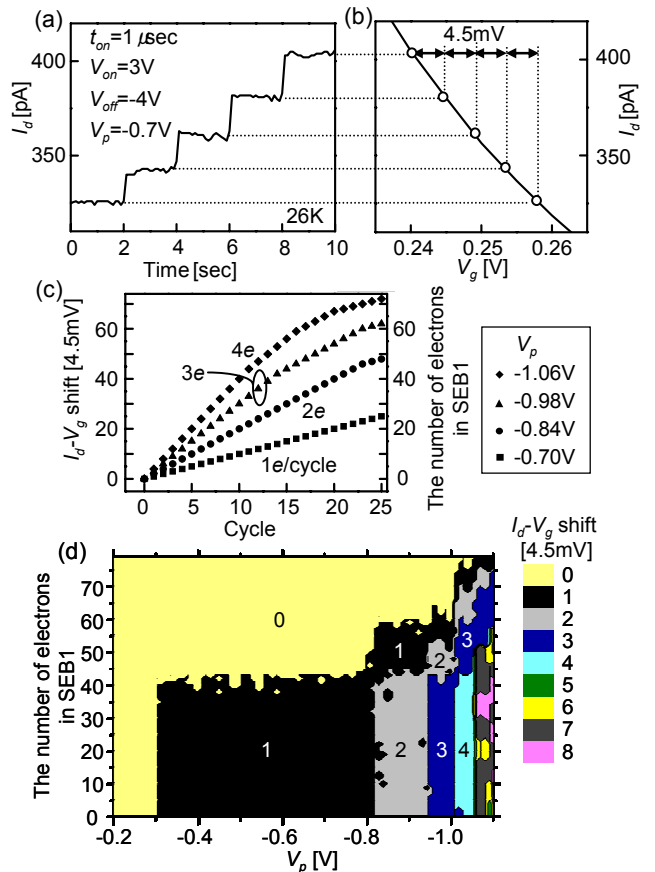 (a)
t_on=1 μsec
V_on=3V
V_off=-4V
V_p=-0.7V
I_d [pA]
400
350
26K
0 2 4 6 8 10
Time [sec]
(b)
4.5mV
400
350
I_d [pA]
0.24 0.25 0.26
V_g [V]
(c)
I_d-V_g shift [4.5mV]
60
40
20
0
4e
3e
2e
1e/cycle
60
40
20
0
The number of electrons
in SEB1
0 5 10 15 20 25
Cycle
V_p
-1.06V
-0.98V
-0.84V
-0.70V
(d)
The number of electrons
in SEB1
70
60
50
40
30
20
10
0
0
1
2
3
1
2
3
4
-0.2 -0.4 -0.6 -0.8 -1.0
V_p [V]
I_d-V_g shift
[4.5mV]
0
1
2
3
4
5
6
7
8